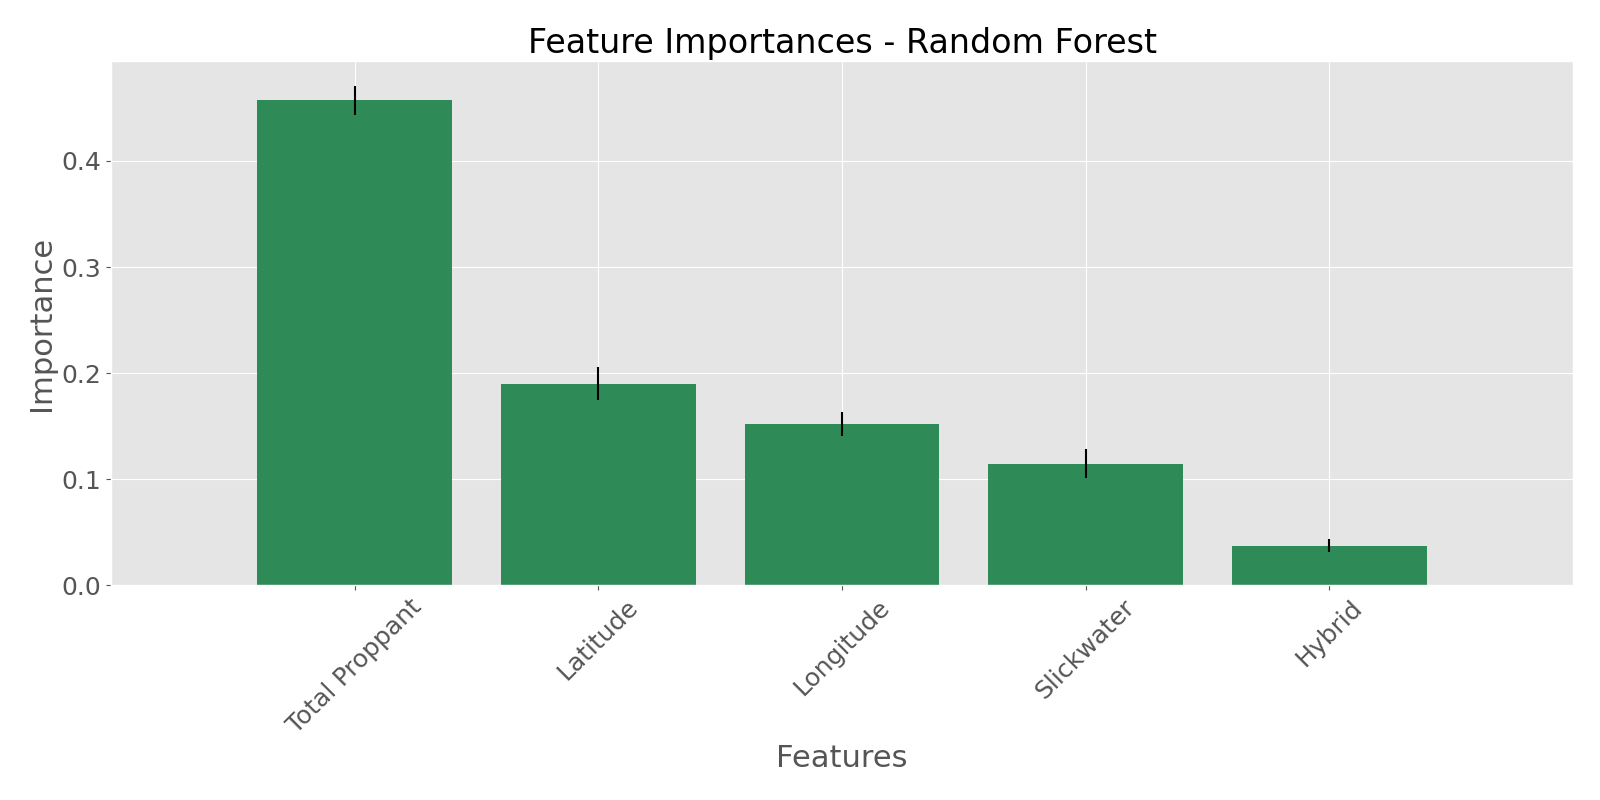 Feature Importances - Random Forest
Importance
0.4
0.3
0.2
0.1
0.0
Total Proppant
Latitude
Longitude
Slickwater
Hybrid
Features